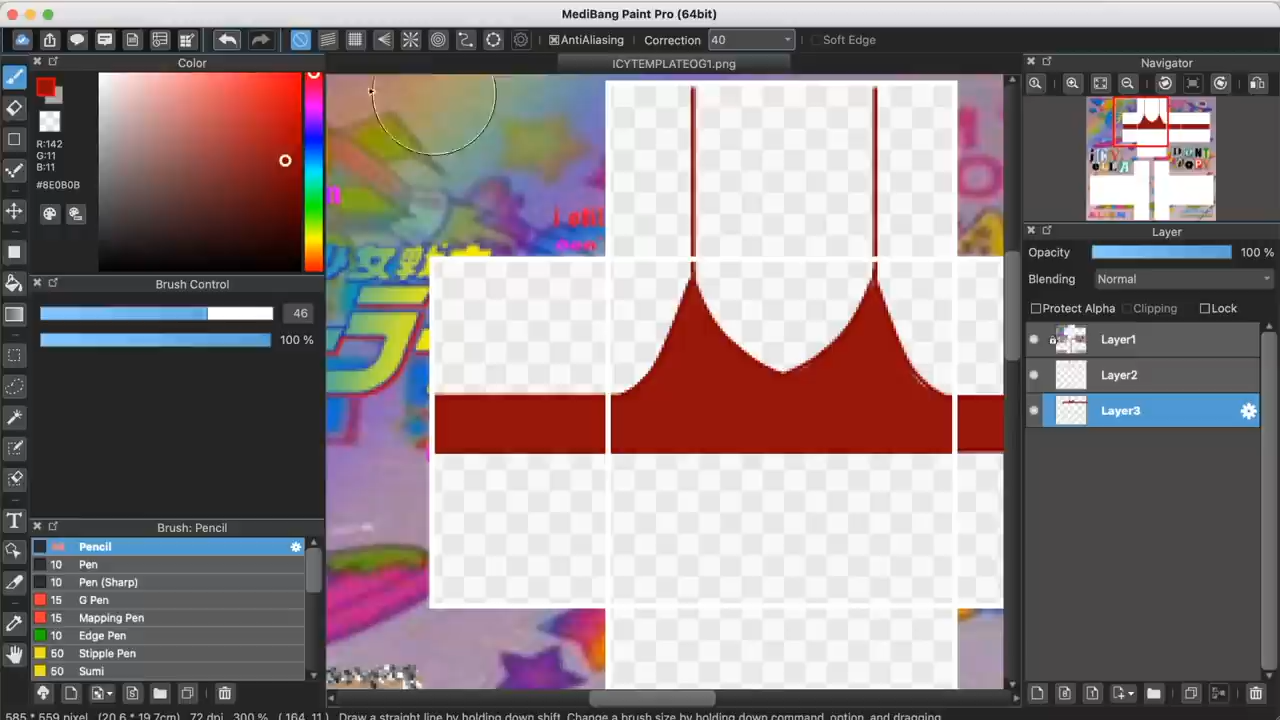 MediBang Paint Pro (64bit)
AntiAliasing Correction 40 Soft Edge
Color
ICYTEMPLATEOG1.png
Navigator
R:142
G:11
B:11
#8E0B0B
Brush Control
46
100 %
Layer
Opacity 100 %
Blending Normal
Protect Alpha Clipping Lock
Layer1
Layer2
Layer3
Brush: Pencil
Pencil
10 Pen
10 Pen (Sharp)
15 G Pen
15 Mapping Pen
10 Edge Pen
50 Stipple Pen
50 Sumi
585 * 559 pixel (20.6 * 19.7cm) 72 dpi 300 % (164, 11) Draw a straight line by holding down shift, Change a brush size by holding down command, option, and dragging